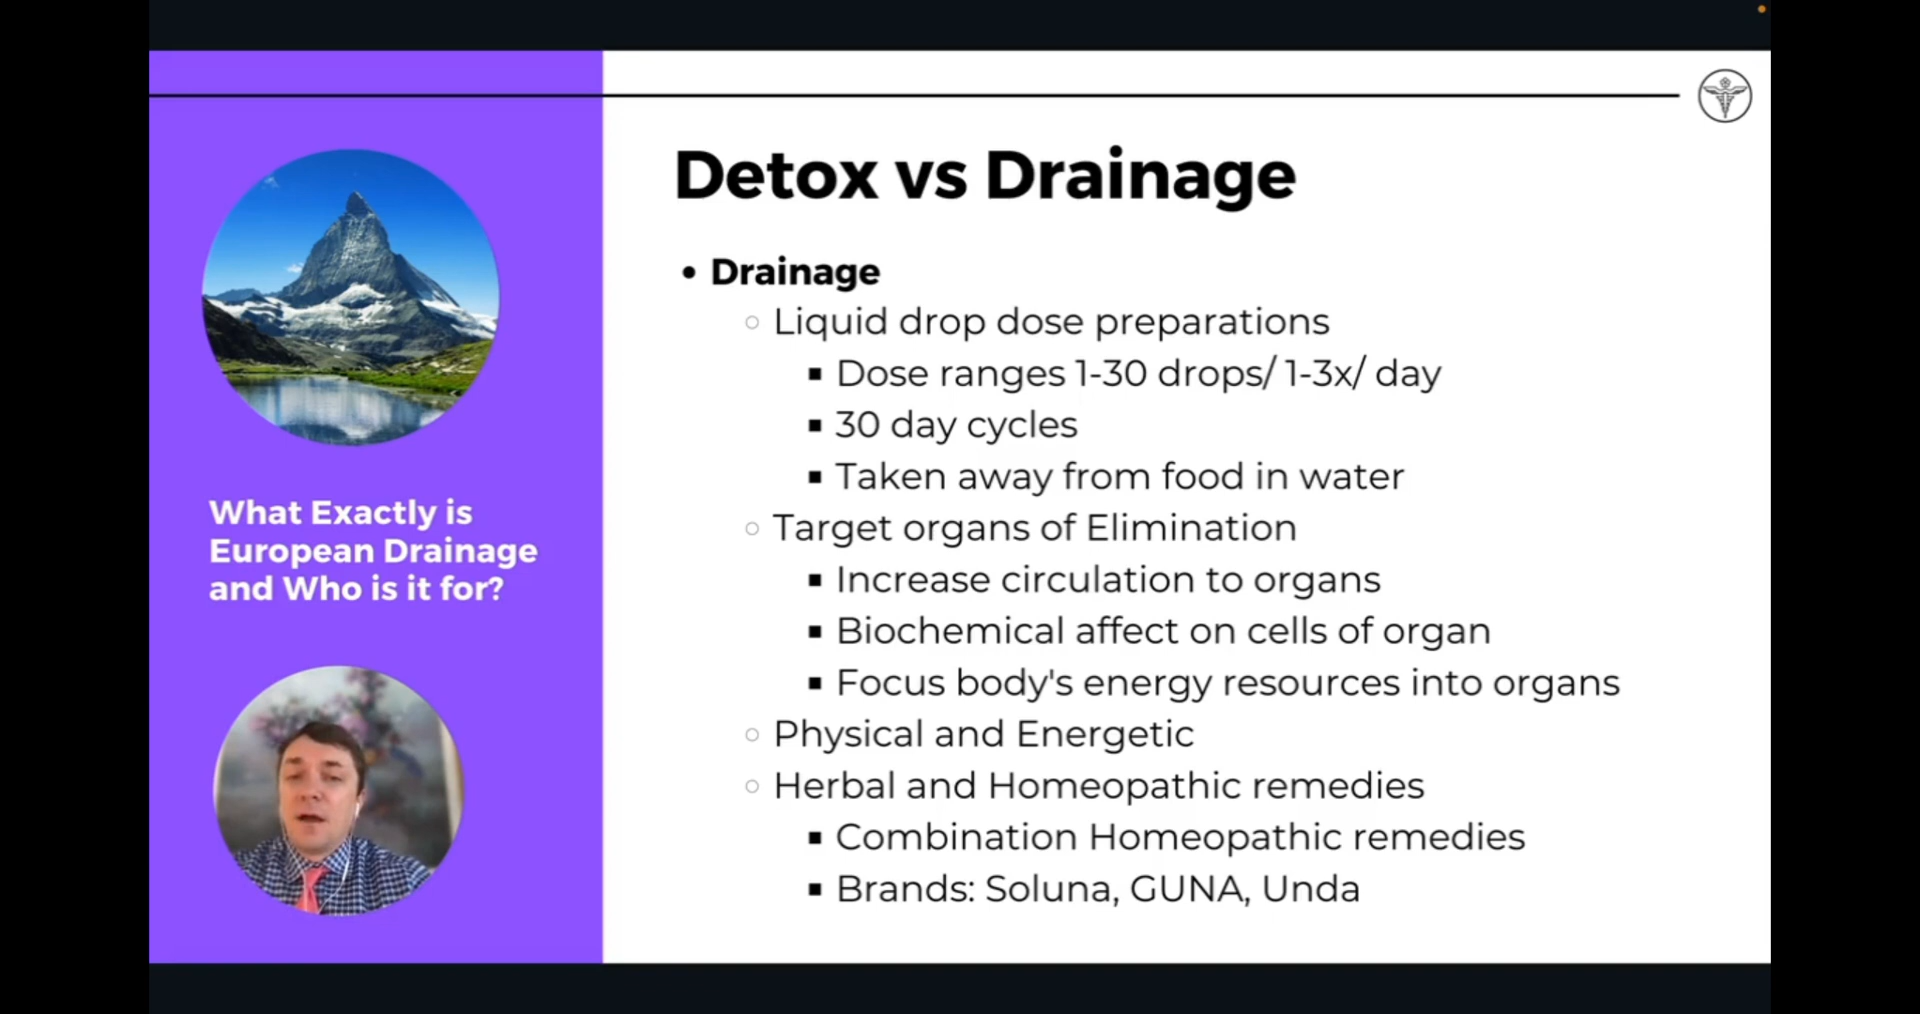 Detox vs Drainage
• Drainage
○ Liquid drop dose preparations
▪ Dose ranges 1-30 drops/ 1-3x/ day
▪ 30 day cycles
▪ Taken away from food in water
○ Target organs of Elimination
▪ Increase circulation to organs
▪ Biochemical affect on cells of organ
▪ Focus body's energy resources into organs
○ Physical and Energetic
○ Herbal and Homeopathic remedies
▪ Combination Homeopathic remedies
▪ Brands: Soluna, GUNA, Unda
What Exactly is
European Drainage
and Who is it for?